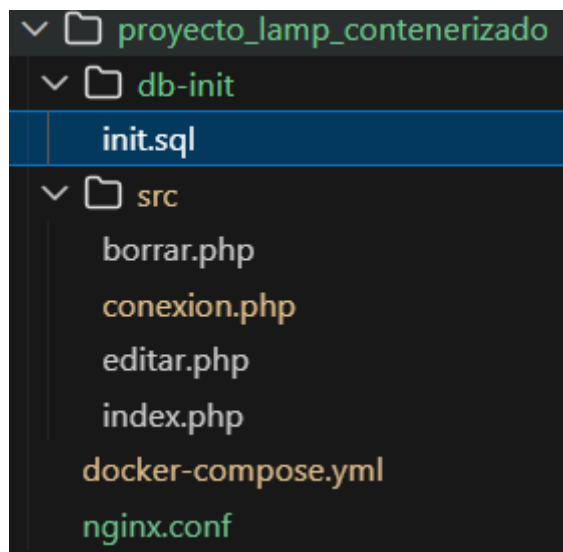 proyecto_lamp_contenerizado
db-init
init.sql
src
borrar.php
conexion.php
editar.php
index.php
docker-compose.yml
nginx.conf